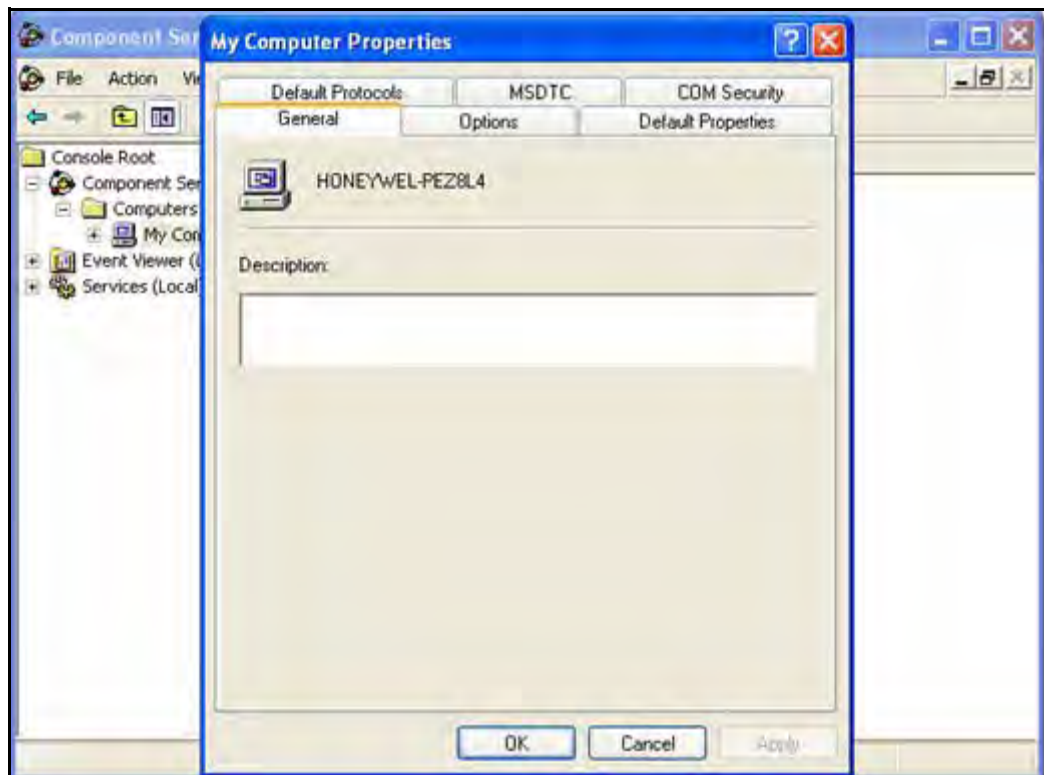 Component Ser
My Computer Properties
File Action Vie
Default Protocols MSDTC COM Security
General Options Default Properties
Console Root
Component Ser
Computers
My Con
Event Viewer (L
Services (Local)
HONEYWEL-PEZ8L4
Description:
OK Cancel Apply